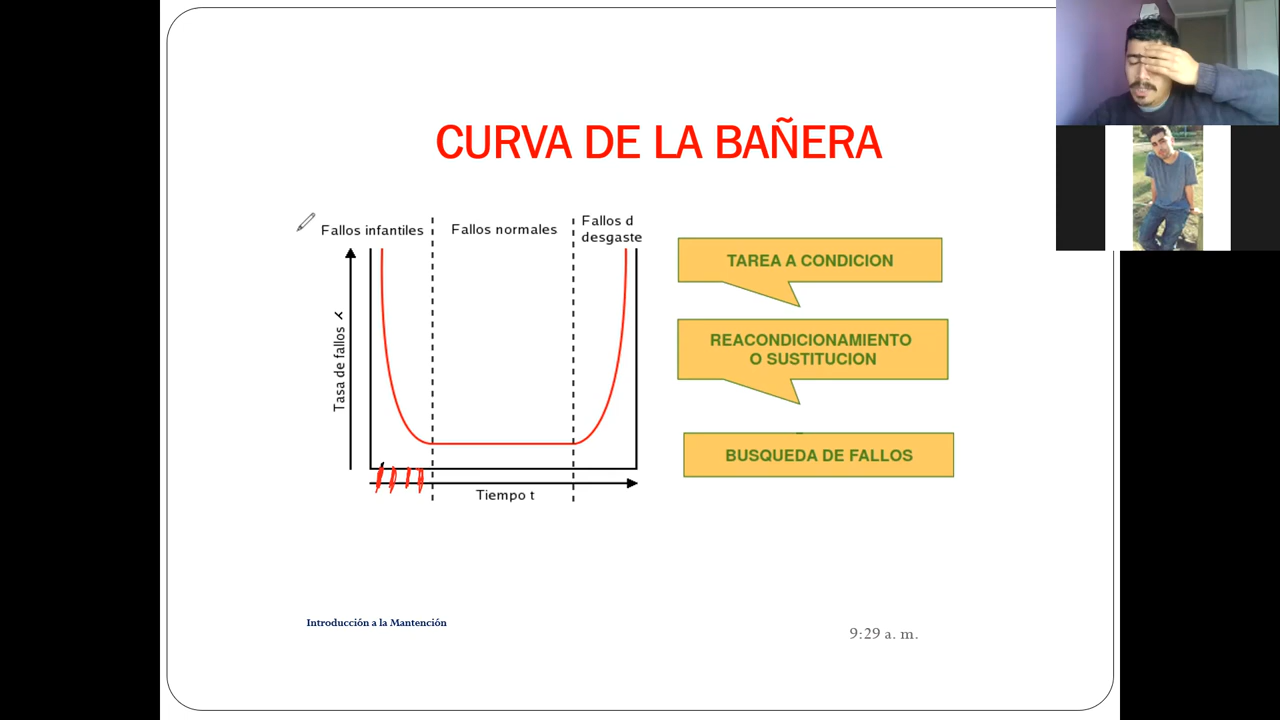 CURVA DE LA BAÑERA
Fallos infantiles
Fallos normales
Fallos d
desgaste
Tasa de fallos
Tiempo t
TAREA A CONDICION
REACONDICIONAMIENTO
O SUSTITUCION
BUSQUEDA DE FALLOS
Introducción a la Mantención
9:29 a. m.